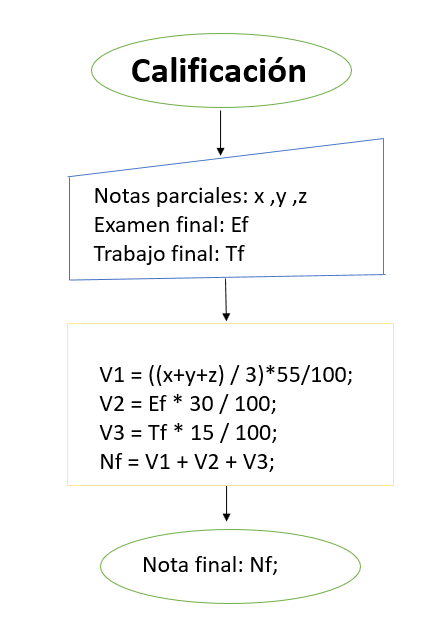 Calificación
Notas parciales: x ,y ,z
Examen final: Ef
Trabajo final: Tf
V1 = ((x+y+z) / 3)*55/100;
V2 = Ef * 30 / 100;
V3 = Tf * 15 / 100;
Nf = V1 + V2 + V3;
Nota final: Nf;